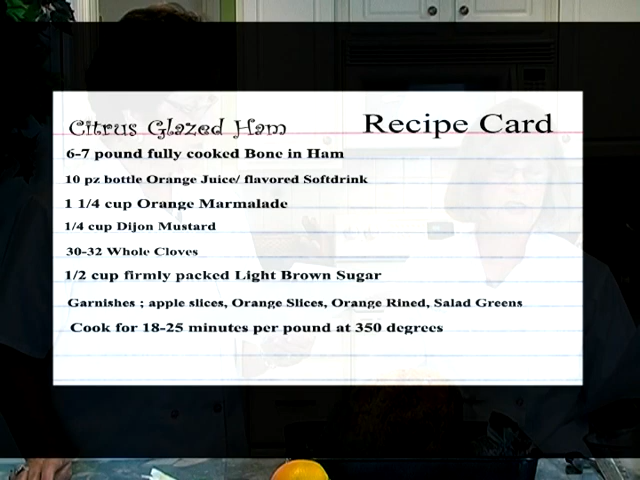 Citrus Glazed Ham
Recipe Card
6-7 pound fully cooked Bone in Ham
10 pz bottle Orange Juice/ flavored Softdrink
1 1/4 cup Orange Marmalade
1/4 cup Dijon Mustard
30-32 Whole Cloves
1/2 cup firmly packed Light Brown Sugar
Garnishes ; apple slices, Orange Slices, Orange Rined, Salad Greens
Cook for 18-25 minutes per pound at 350 degrees